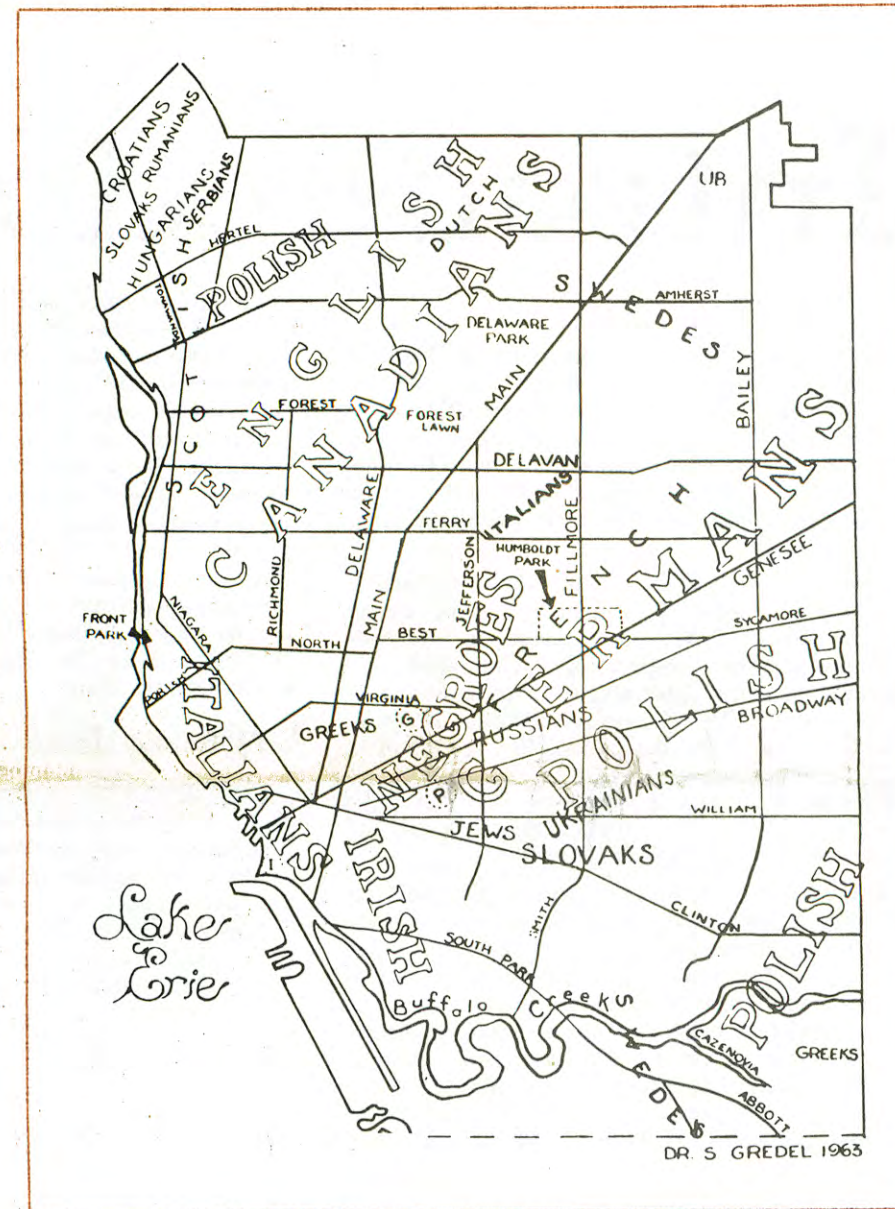 CROATIANS
SLOVAKS RUMANIANS
HUNGARIANS
SERBIANS
HERTEL
TONAWANDA
POLISH
SCOTISH
ENGLISH
DUTCH
CANADIANS
UB
SWEDES
AMHERST
DELAWARE
PARK
MAIN
BAILEY
FOREST
FOREST
LAWN
DELAVAN
ITALIANS
FERRY
HUMBOLDT
PARK
FILLMORE
FRENCH
GERMANS
GENESEE
DELAWARE
RICHMOND
JEFFERSON
NEGROES
FRONT
PARK
NIAGARA
MAIN
NORTH
BEST
SYCAMORE
POLISH
ITALIANS
VIRGINIA
GREEKS
G
RUSSIANS
POLISH
BROADWAY
P
UKRAINIANS
WILLIAM
JEWS
SLOVAKS
I
IRISH
Lake
Erie
SMITH
CLINTON
SOUTH PARK
Buffalo Creek
POLISH
SWEDES
CAZENOVIA
GREEKS
ABBOTT
DR. S GREDEL 1963